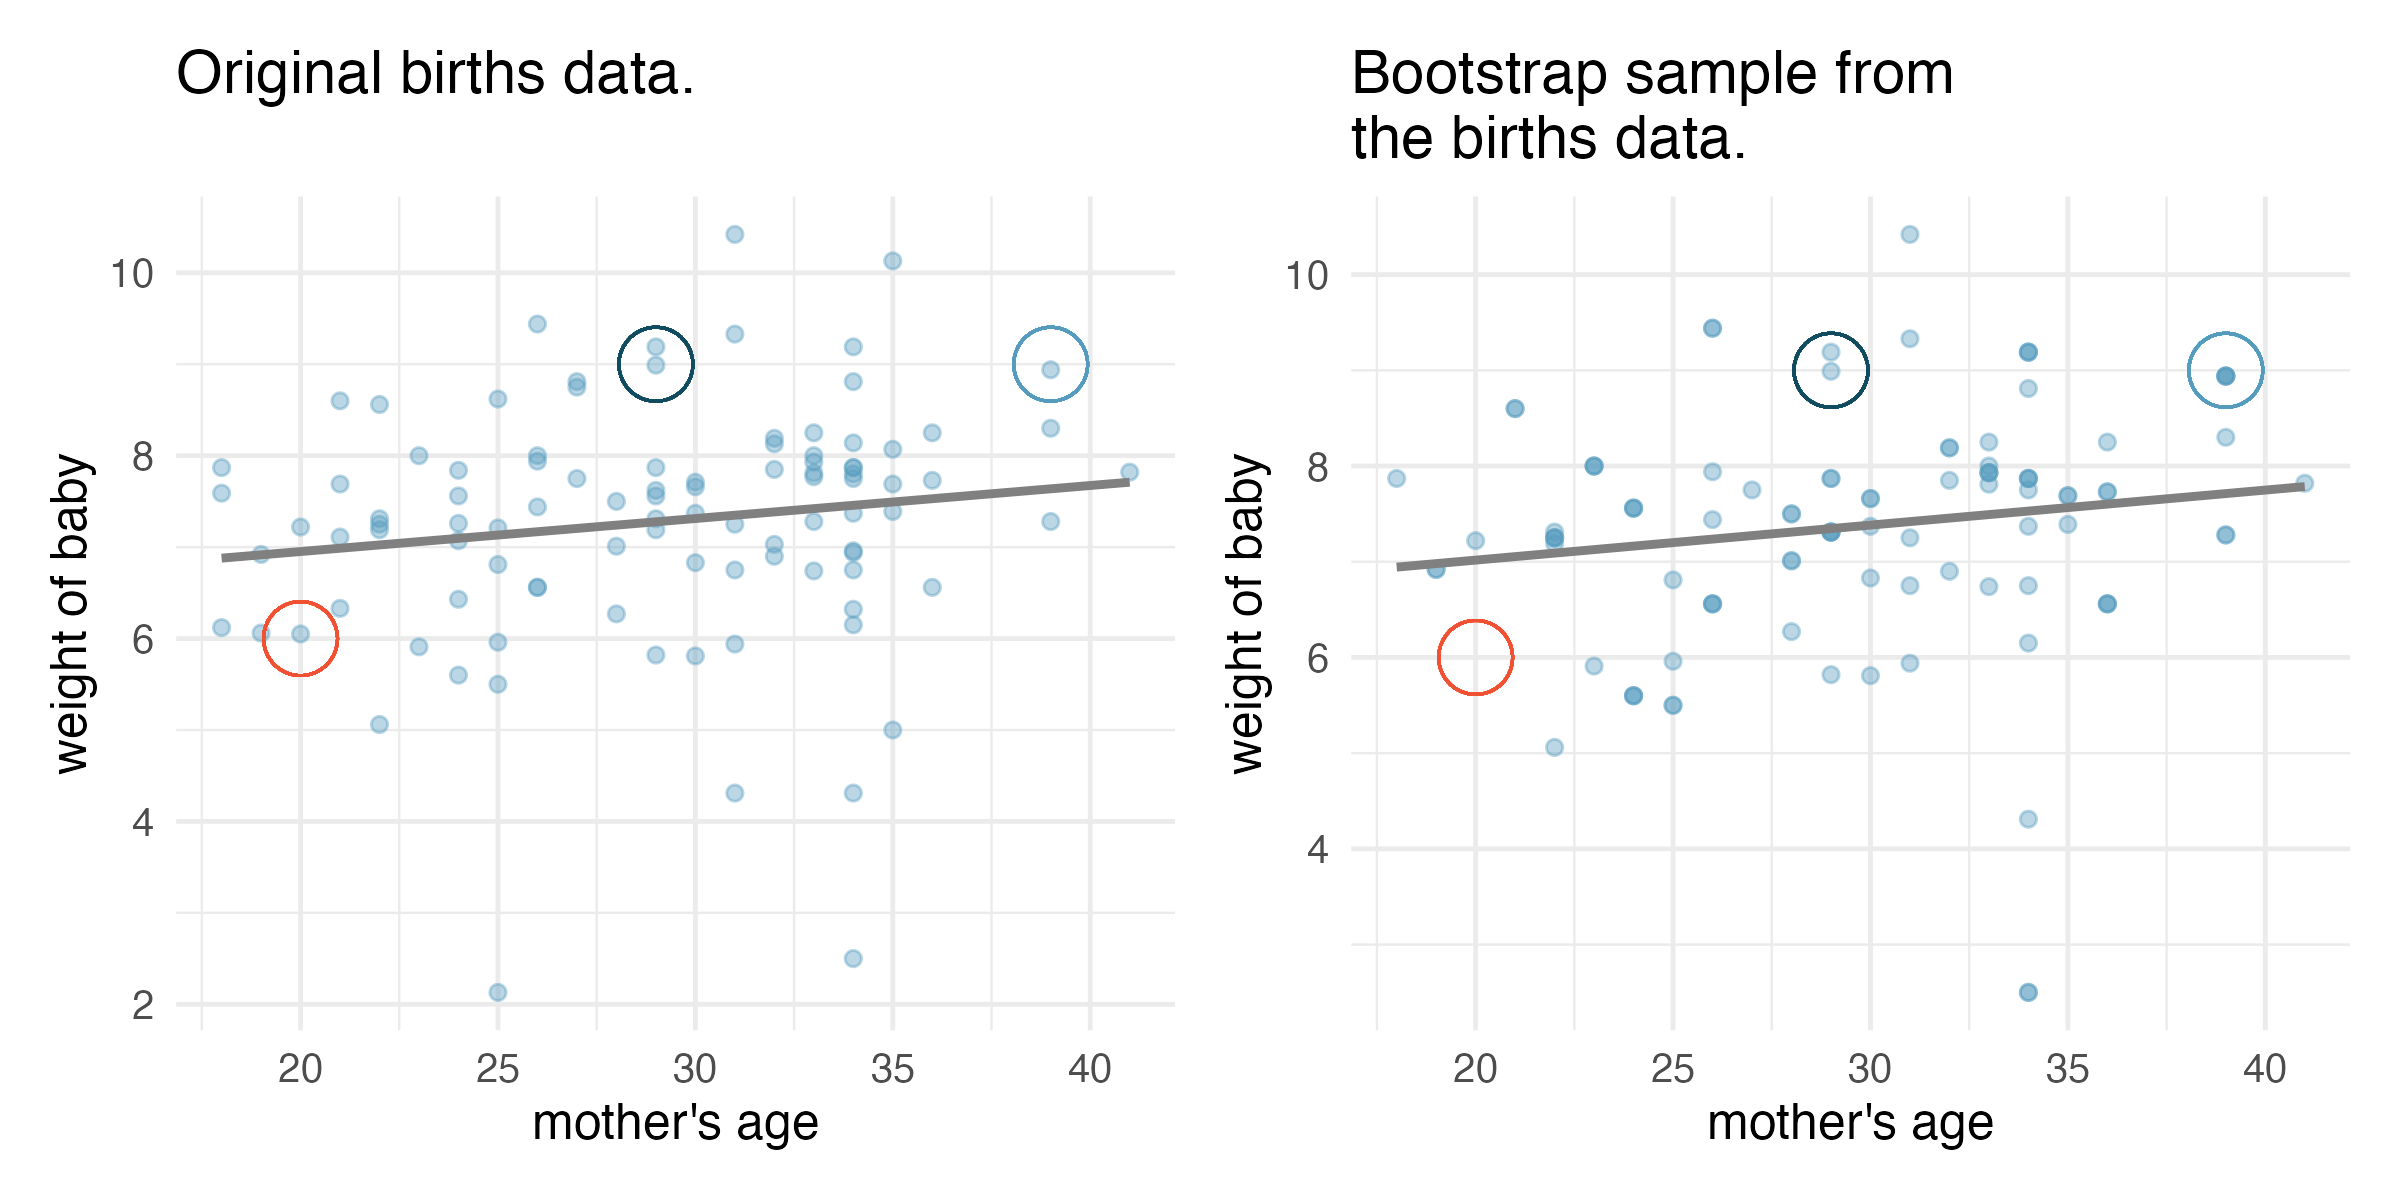 Original births data.
weight of baby
10
8
6
4
2
20 25 30 35 40
mother's age
Bootstrap sample from
the births data.
weight of baby
10
8
6
4
20 25 30 35 40
mother's age